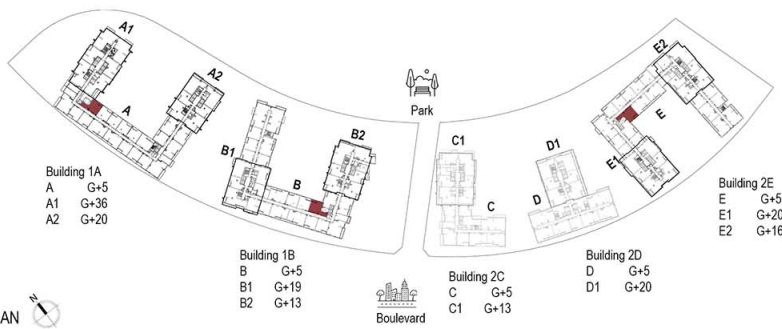 A1
A2
A
Building 1A
A G+5
A1 G+36
A2 G+20
B1
B2
B
Building 1B
B G+5
B1 G+19
B2 G+13
Park
Boulevard
C1
C
Building 2C
C G+5
C1 G+13
D1
D
Building 2D
D G+5
D1 G+20
E2
E
E1
Building 2E
E G+5
E1 G+20
E2 G+16
AN
N